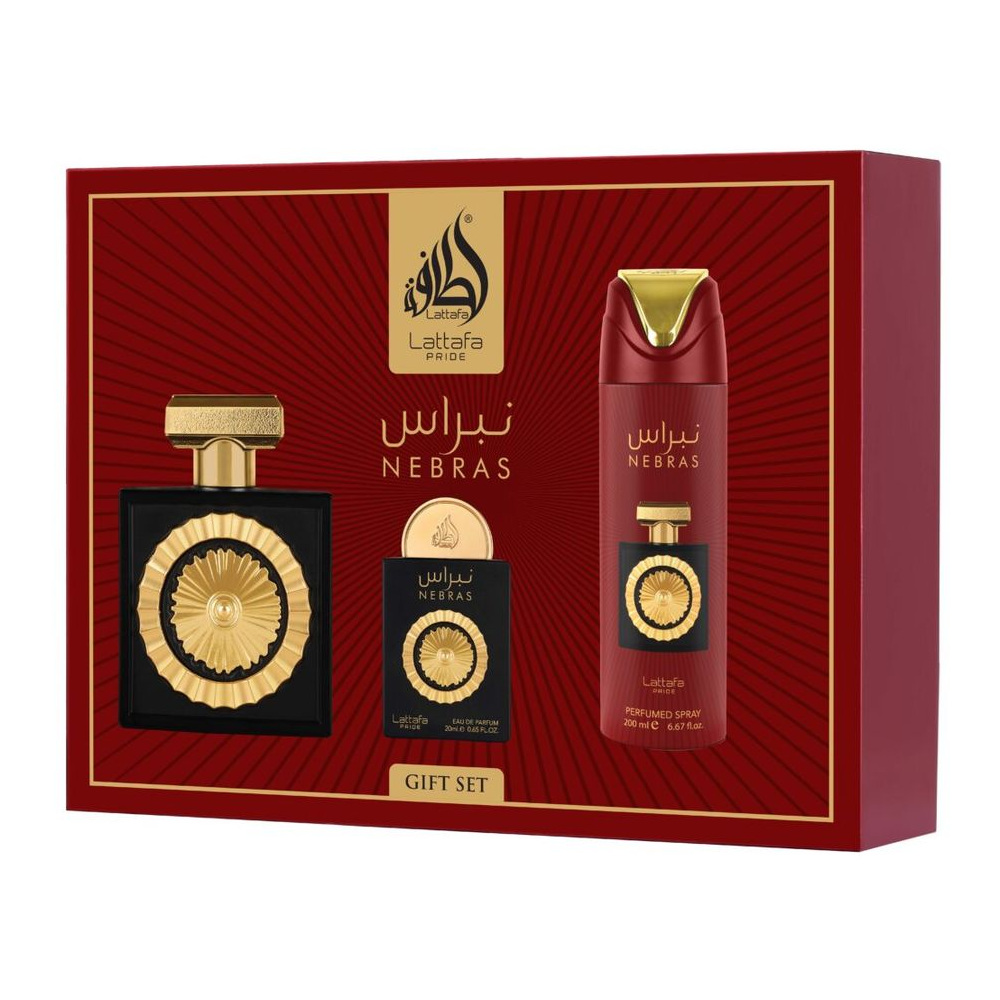 لطافة
®
Lattafa
Lattafa
PRIDE
نبراس
NEBRAS
نبراس
NEBRAS
Lattafa
PRIDE
EAU DE PARFUM
20ml.℮ 0.65 FL.OZ.
نبراس
NEBRAS
Lattafa
PRIDE
PERFUMED SPRAY
200 ml ℮ 6.67 fl.oz.
GIFT SET